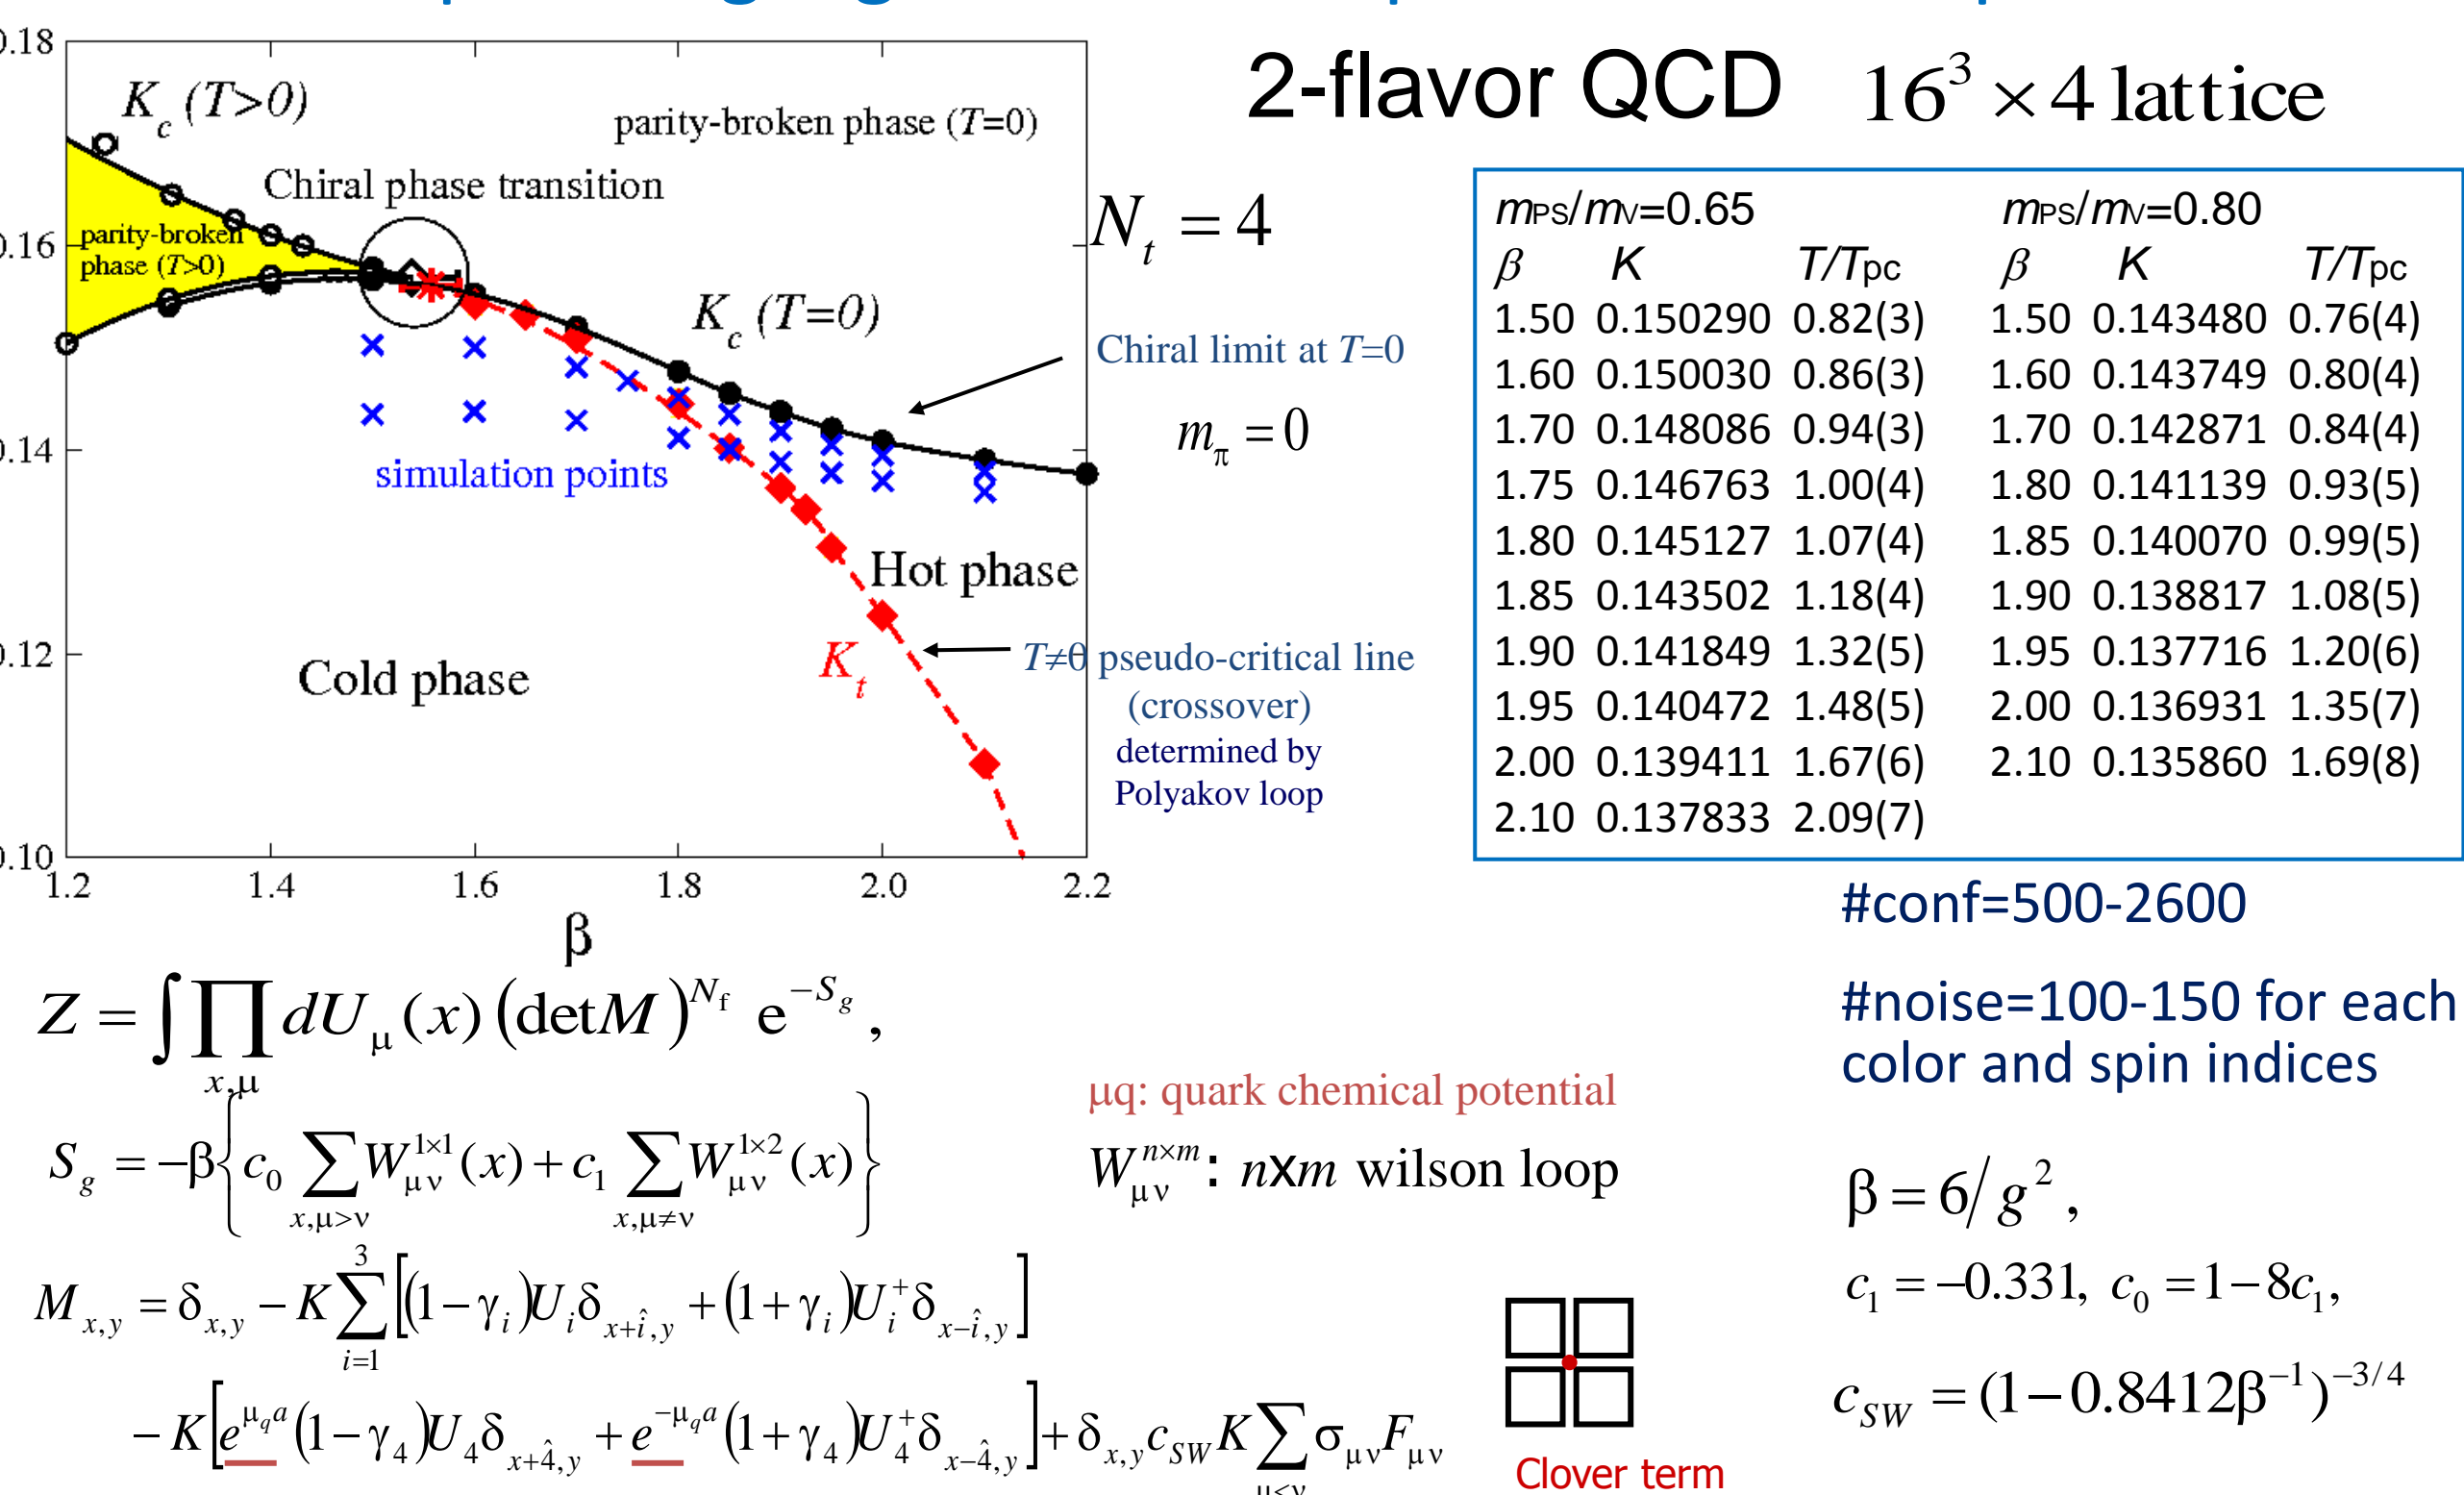 2-flavor QCD 16³ × 4 lattice
0.18
0.16
0.14
0.12
0.10
1.2 1.4 1.6 1.8 2.0 2.2
β
K_c (T>0)
parity-broken phase (T=0)
Chiral phase transition
parity-broken
phase (T>0)
K_c (T=0)
simulation points
Hot phase
Cold phase
K_t
N_t = 4
Chiral limit at T=0
m_π = 0
T≠0 pseudo-critical line
(crossover)
determined by
Polyakov loop
mPS/mV=0.65 mPS/mV=0.80
β K T/Tpc β K T/Tpc
1.50 0.150290 0.82(3) 1.50 0.143480 0.76(4)
1.60 0.150030 0.86(3) 1.60 0.143749 0.80(4)
1.70 0.148086 0.94(3) 1.70 0.142871 0.84(4)
1.75 0.146763 1.00(4) 1.80 0.141139 0.93(5)
1.80 0.145127 1.07(4) 1.85 0.140070 0.99(5)
1.85 0.143502 1.18(4) 1.90 0.138817 1.08(5)
1.90 0.141849 1.32(5) 1.95 0.137716 1.20(6)
1.95 0.140472 1.48(5) 2.00 0.136931 1.35(7)
2.00 0.139411 1.67(6) 2.10 0.135860 1.69(8)
2.10 0.137833 2.09(7)
#conf=500-2600
#noise=100-150 for each
color and spin indices
Z = ∫∏_{x,μ} dU_μ(x) (detM)^{N_f} e^{−S_g},
S_g = −β{c_0 ∑_{x,μ>ν} W_{μν}^{1×1}(x) + c_1 ∑_{x,μ≠ν} W_{μν}^{1×2}(x)}
M_{x,y} = δ_{x,y} − K∑_{i=1}^{3}[(1−γ_i)U_iδ_{x+î,y} + (1+γ_i)U_i^+δ_{x−î,y}]
− K[e^{μ_q a}(1−γ_4)U_4δ_{x+4̂,y} + e^{−μ_q a}(1+γ_4)U_4^+δ_{x−4̂,y}] + δ_{x,y}c_{SW}K∑_{μ<ν}σ_{μν}F_{μν}
μq: quark chemical potential
W_{μν}^{n×m}: nxm wilson loop
β = 6/g²,
c_1 = −0.331, c_0 = 1−8c_1,
c_{SW} = (1−0.8412β^{−1})^{−3/4}
Clover term